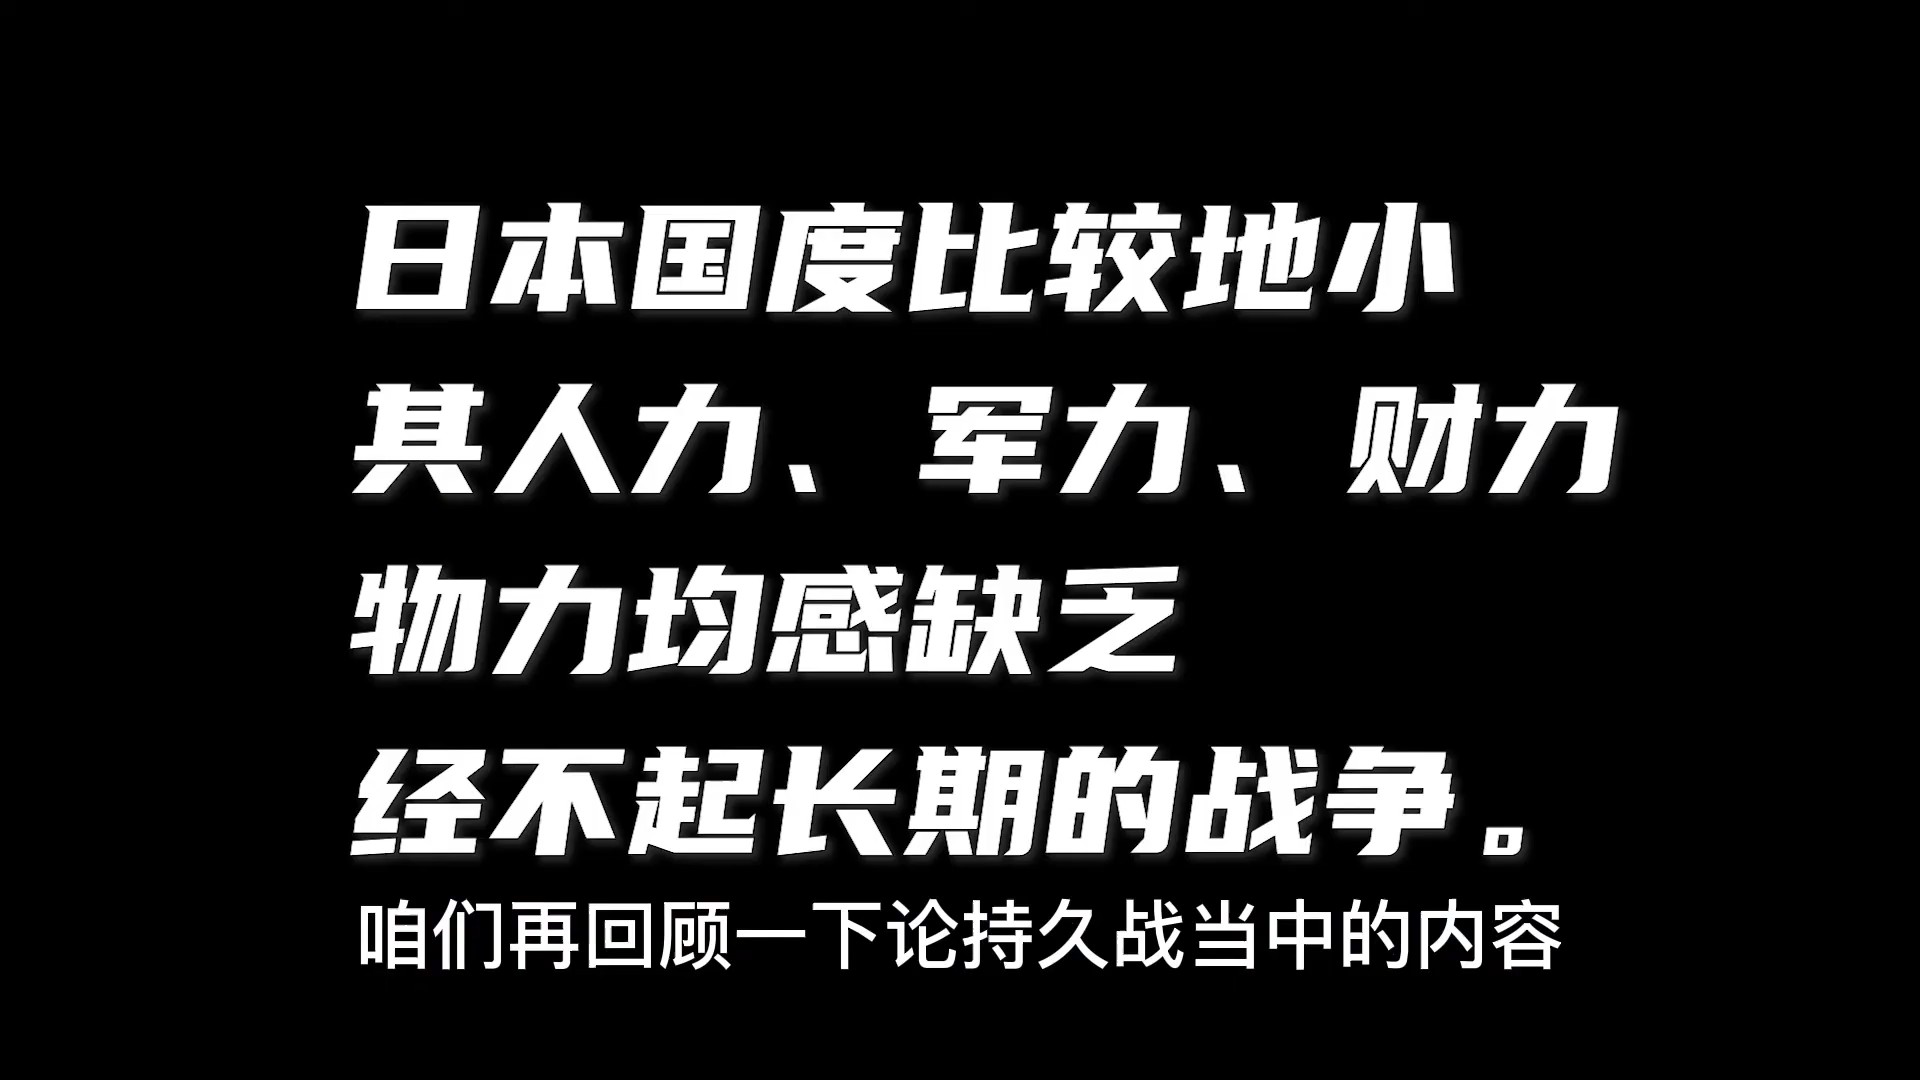 日本国度比较地小
其人力、军力、财力
物力均感缺乏
经不起长期的战争。
咱们再回顾一下论持久战当中的内容